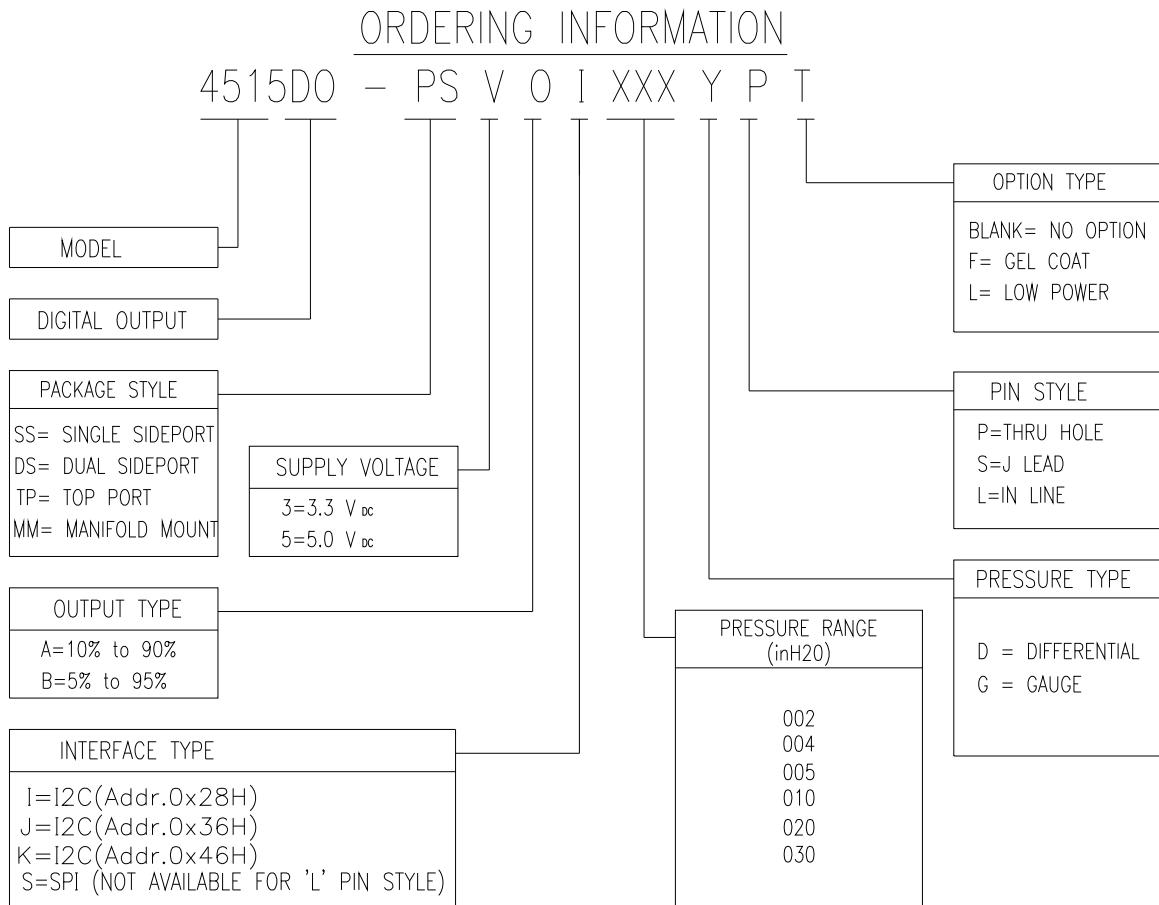 ORDERING INFORMATION
4515DO - PS V O I XXX Y P T
MODEL
DIGITAL OUTPUT
PACKAGE STYLE
SS= SINGLE SIDEPORT
DS= DUAL SIDEPORT
TP= TOP PORT
MM= MANIFOLD MOUNT
SUPPLY VOLTAGE
3=3.3 V DC
5=5.0 V DC
OUTPUT TYPE
A=10% to 90%
B=5% to 95%
INTERFACE TYPE
I=I2C(Addr.0x28H)
J=I2C(Addr.0x36H)
K=I2C(Addr.0x46H)
S=SPI (NOT AVAILABLE FOR 'L' PIN STYLE)
PRESSURE RANGE
(inH20)
002
004
005
010
020
030
OPTION TYPE
BLANK= NO OPTION
F= GEL COAT
L= LOW POWER
PIN STYLE
P=THRU HOLE
S=J LEAD
L=IN LINE
PRESSURE TYPE
D = DIFFERENTIAL
G = GAUGE